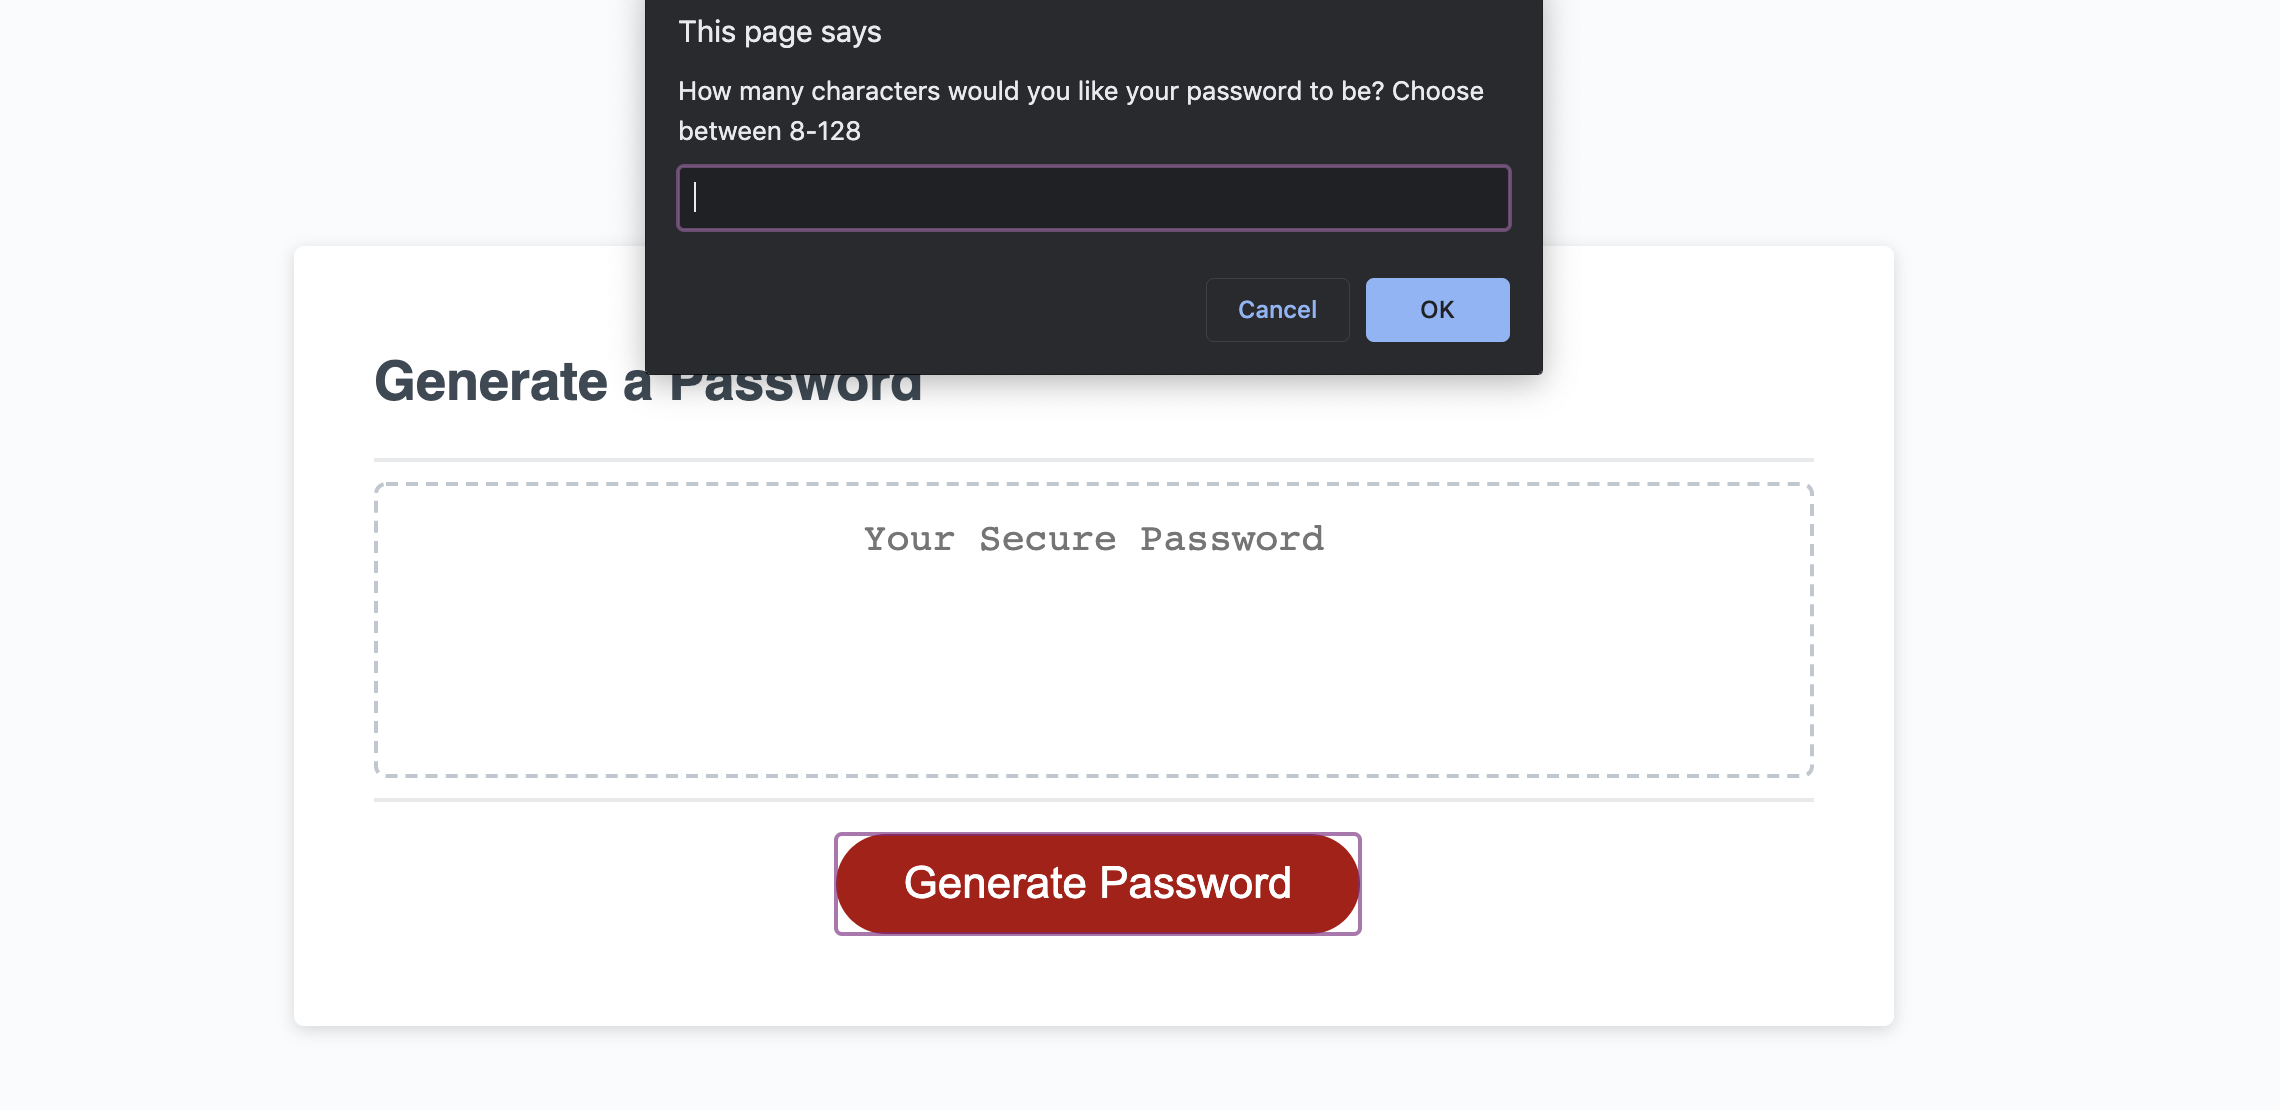 This page says
How many characters would you like your password to be? Choose
between 8-128
Cancel
OK
Generate a Password
Your Secure Password
Generate Password